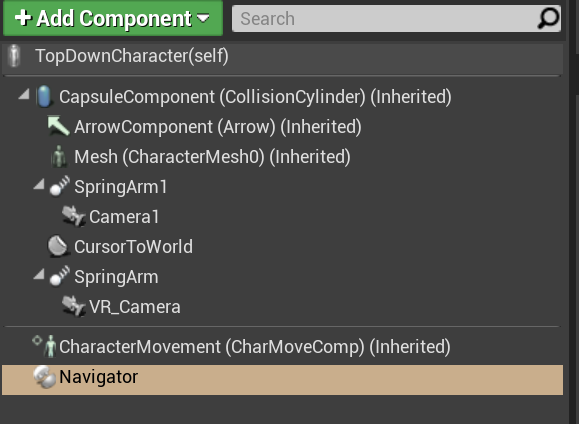 + Add Component
Search
TopDownCharacter(self)
CapsuleComponent (CollisionCylinder) (Inherited)
ArrowComponent (Arrow) (Inherited)
Mesh (CharacterMesh0) (Inherited)
SpringArm1
Camera1
CursorToWorld
SpringArm
VR_Camera
CharacterMovement (CharMoveComp) (Inherited)
Navigator